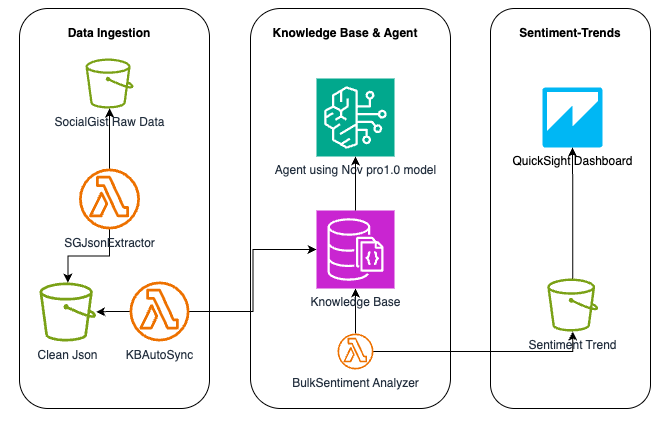 Data Ingestion
SocialGist Raw Data
SGJsonExtractor
Clean Json
KBAutoSync
Knowledge Base & Agent
Agent using Nov pro1.0 model
Knowledge Base
BulkSentiment Analyzer
Sentiment-Trends
QuickSight Dashboard
Sentiment Trend